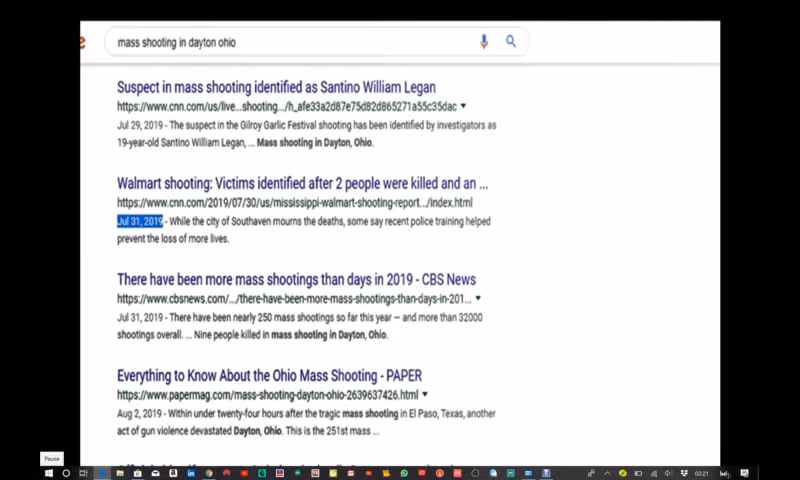 e
mass shooting in dayton ohio
Suspect in mass shooting identified as Santino William Legan
https://www.cnn.com/us/live...shooting.../h_afe33a2d87e75d82d865271a55c35dac
Jul 29, 2019 - The suspect in the Gilroy Garlic Festival shooting has been identified by investigators as
19-year-old Santino William Legan, ... Mass shooting in Dayton, Ohio.
Walmart shooting: Victims identified after 2 people were killed and an ...
https://www.cnn.com/2019/07/30/us/mississippi-walmart-shooting-report.../index.html
Jul 31, 2019 - While the city of Southaven mourns the deaths, some say recent police training helped
prevent the loss of more lives.
There have been more mass shootings than days in 2019 - CBS News
https://www.cbsnews.com/.../there-have-been-more-mass-shootings-than-days-in-201...
Jul 31, 2019 - There have been nearly 250 mass shootings so far this year — and more than 32000
shootings overall. ... Nine people killed in mass shooting in Dayton, Ohio.
Everything to Know About the Ohio Mass Shooting - PAPER
https://www.papermag.com/mass-shooting-dayton-ohio-2639637426.html
Aug 2, 2019 - Within under twenty-four hours after the tragic mass shooting in El Paso, Texas, another
act of gun violence devastated Dayton, Ohio. This is the 251st mass ...
Pause
02:21